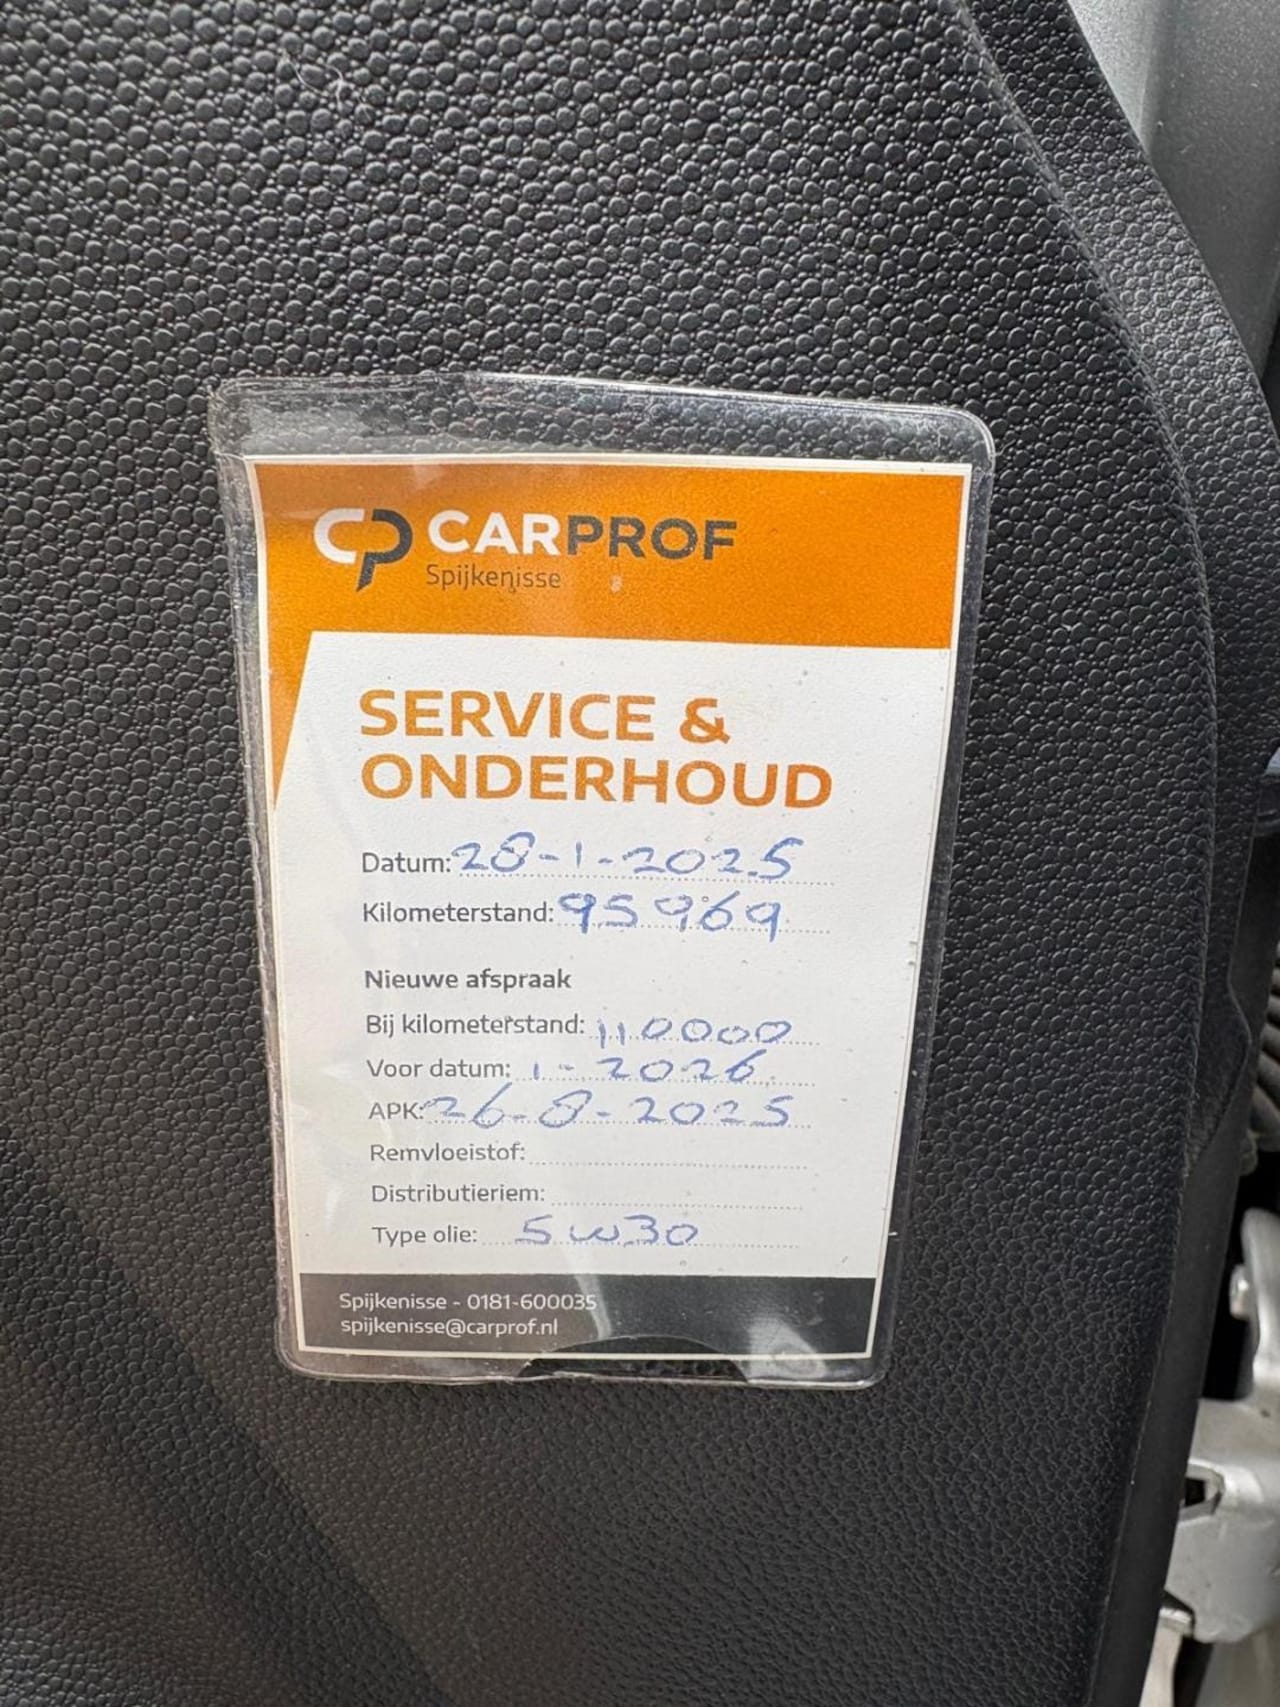 CP CARPROF
Spijkenisse
SERVICE &
ONDERHOUD
Datum: 28-1-2025
Kilometerstand: 95969
Nieuwe afspraak
Bij kilometerstand: 110000
Voor datum: 1-2026
APK: 26-8-2025
Remvloeistof:
Distributieriem:
Type olie: 5W30
Spijkenisse - 0181-600035
spijkenisse@carprof.nl